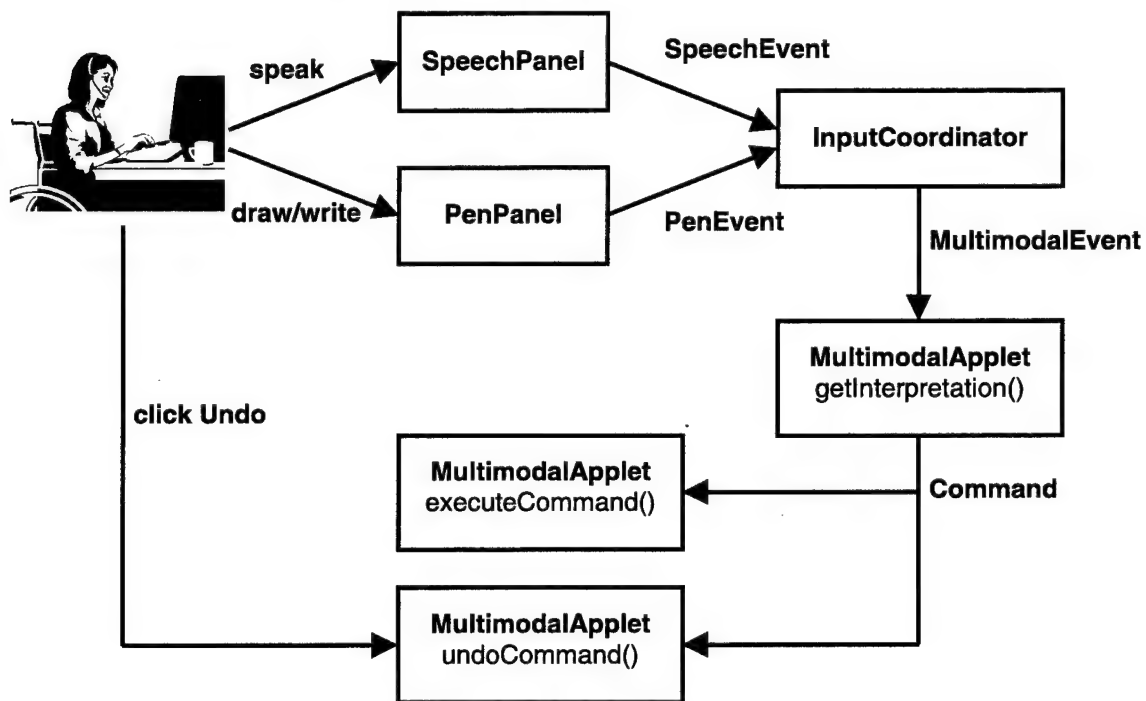 speak
SpeechPanel
SpeechEvent
InputCoordinator
draw/write
PenPanel
PenEvent
MultimodalEvent
MultimodalApplet
getInterpretation()
click Undo
MultimodalApplet
executeCommand()
Command
MultimodalApplet
undoCommand()